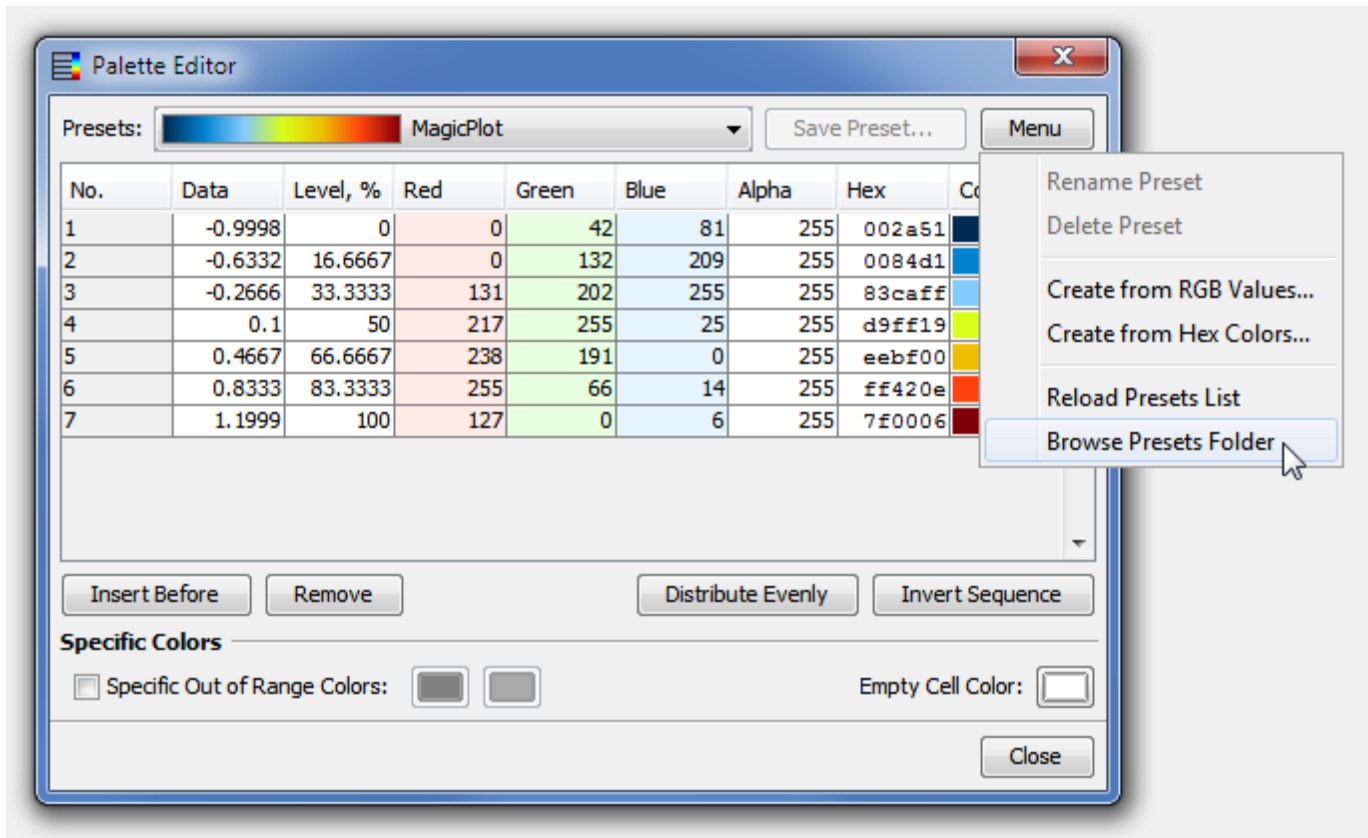 Palette Editor
Presets: MagicPlot Save Preset... Menu
No. Data Level, % Red Green Blue Alpha Hex Co
1 -0.9998 0 0 42 81 255 002a51
2 -0.6332 16.6667 0 132 209 255 0084d1
3 -0.2666 33.3333 131 202 255 255 83caff
4 0.1 50 217 255 25 255 d9ff19
5 0.4667 66.6667 238 191 0 255 eebf00
6 0.8333 83.3333 255 66 14 255 ff420e
7 1.1999 100 127 0 6 255 7f0006
Rename Preset
Delete Preset
Create from RGB Values...
Create from Hex Colors...
Reload Presets List
Browse Presets Folder
Insert Before Remove Distribute Evenly Invert Sequence
Specific Colors
Specific Out of Range Colors: Empty Cell Color:
Close